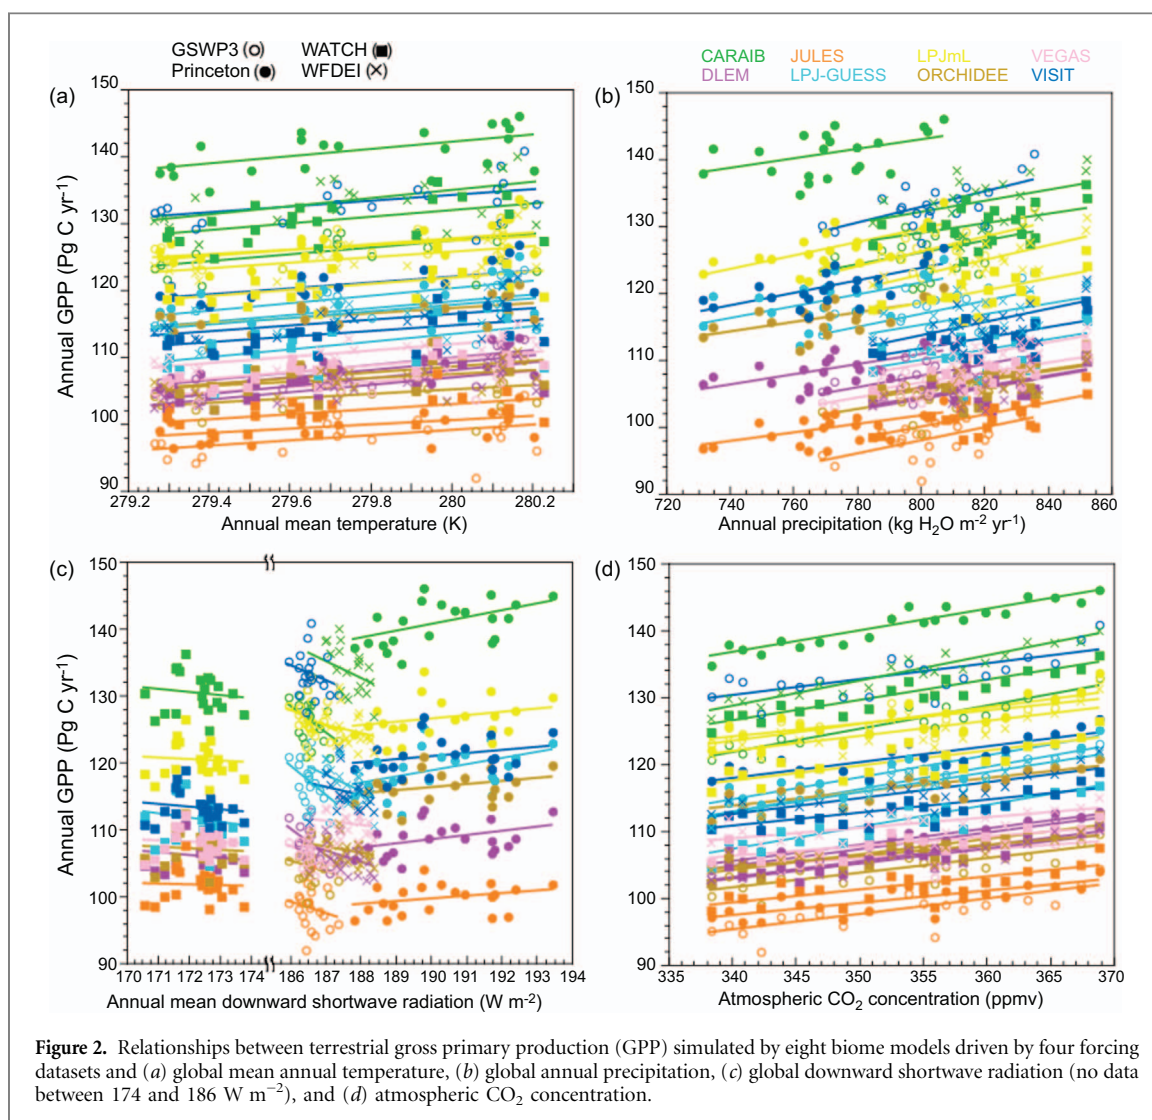 GSWP3 (○) WATCH (■)
Princeton (●) WFDEI (×)
CARAIB JULES LPJmL VEGAS
DLEM LPJ-GUESS ORCHIDEE VISIT
(a)
Annual GPP (Pg C yr⁻¹)
150
140
130
120
110
100
90
279.2 279.4 279.6 279.8 280 280.2
Annual mean temperature (K)
(b)
150
140
130
120
110
100
90
720 740 760 780 800 820 840 860
Annual precipitation (kg H₂O m⁻² yr⁻¹)
(c)
Annual GPP (Pg C yr⁻¹)
150
140
130
120
110
100
90
170 171 172 173 174 186 187 188 189 190 191 192 193 194
Annual mean downward shortwave radiation (W m⁻²)
(d)
150
140
130
120
110
100
90
335 340 345 350 355 360 365 370
Atmospheric CO₂ concentration (ppmv)
Figure 2. Relationships between terrestrial gross primary production (GPP) simulated by eight biome models driven by four forcing
datasets and (a) global mean annual temperature, (b) global annual precipitation, (c) global downward shortwave radiation (no data
between 174 and 186 W m⁻²), and (d) atmospheric CO₂ concentration.